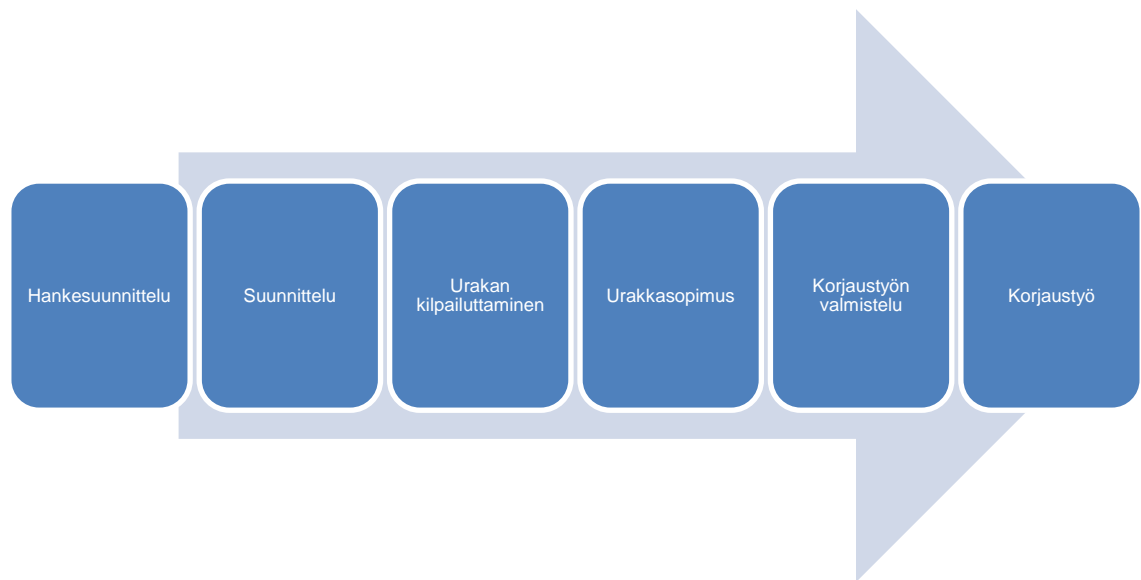 Hankesuunnittelu
Suunnittelu
Urakan
kilpailuttaminen
Urakkasopimus
Korjaustyön
valmistelu
Korjaustyö